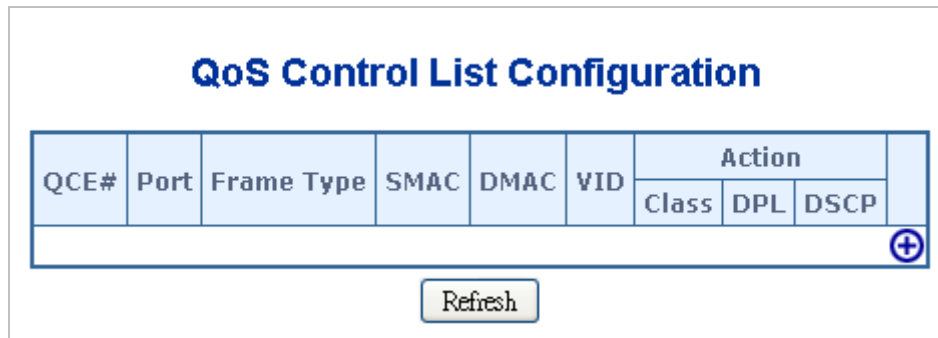 QoS Control List Configuration
QCE# Port Frame Type SMAC DMAC VID Action
Class DPL DSCP
Refresh